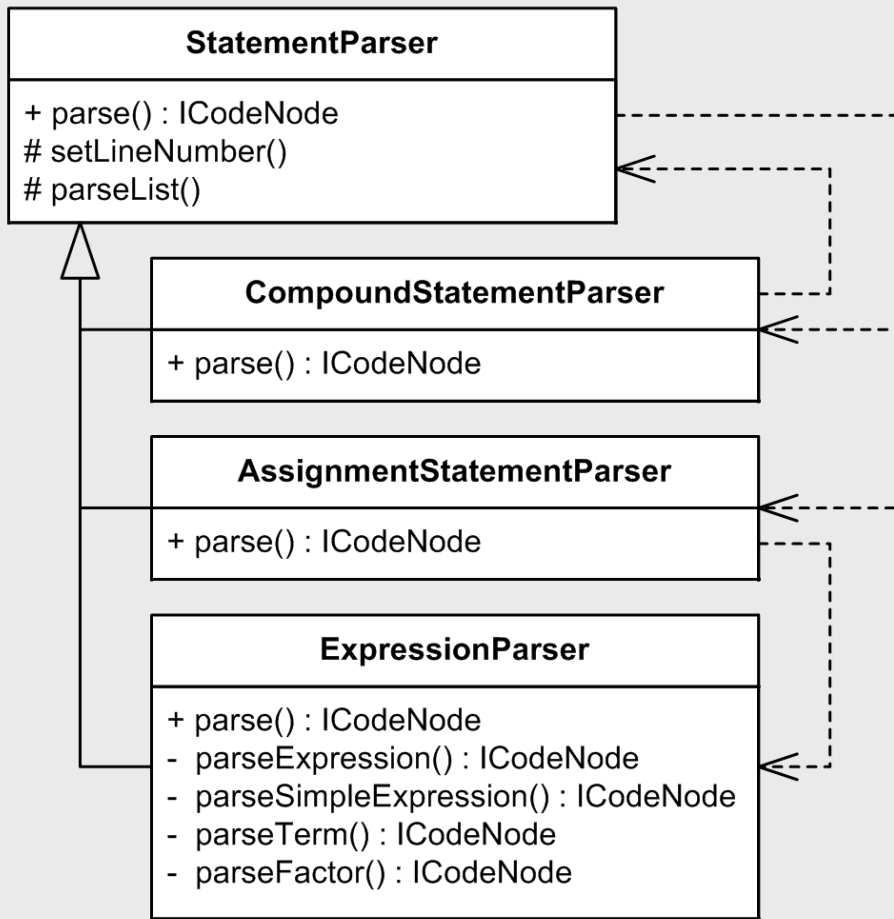 StatementParser
+ parse() : ICodeNode
# setLineNumber()
# parseList()
CompoundStatementParser
+ parse() : ICodeNode
AssignmentStatementParser
+ parse() : ICodeNode
ExpressionParser
+ parse() : ICodeNode
- parseExpression() : ICodeNode
- parseSimpleExpression() : ICodeNode
- parseTerm() : ICodeNode
- parseFactor() : ICodeNode